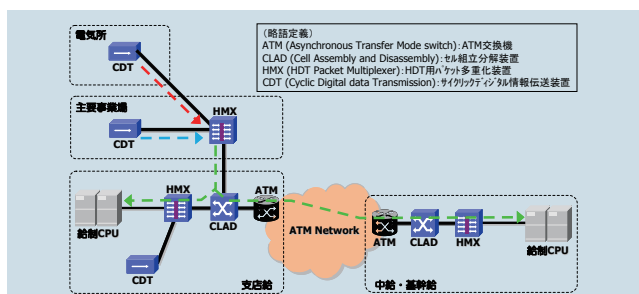 電気所
CDT
(略語定義)
ATM (Asynchronous Transfer Mode switch):ATM交換機
CLAD (Cell Assembly and Disassembly):セル組立分解装置
HMX (HDT Packet Multiplexer):HDT用パケット多重化装置
CDT (Cyclic Digital data Transmission):サイクリックディジタル情報伝送装置
主要事業場
HMX
CDT
HMX
ATM
給制CPU
CLAD
CDT
支店給
ATM Network
ATM
CLAD
HMX
給制CPU
中給・基幹給